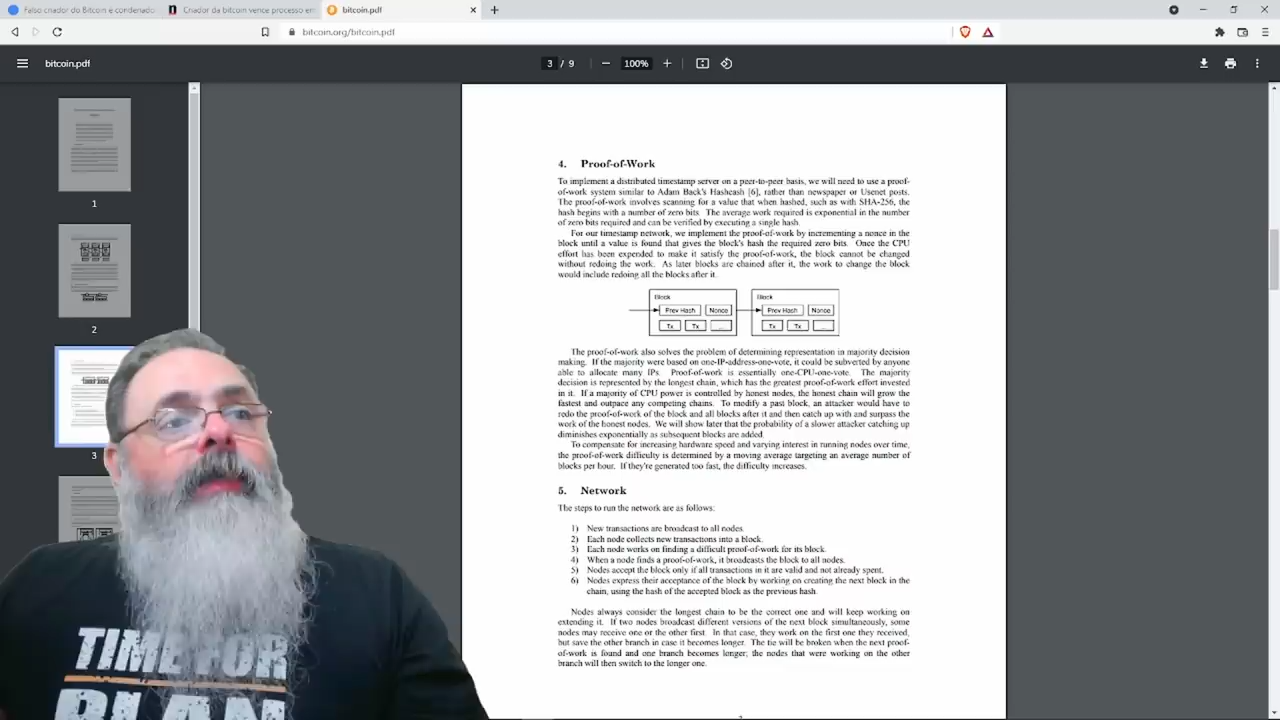 Falso criador do Bitcoin é condenado
Criador da bitcoin vence processo em
bitcoin.pdf
bitcoin.org/bitcoin.pdf
bitcoin.pdf
3 / 9
100%
1
2
3
4. Proof-of-Work
To implement a distributed timestamp server on a peer-to-peer basis, we will need to use a proof-
of-work system similar to Adam Back's Hashcash [6], rather than newspaper or Usenet posts.
The proof-of-work involves scanning for a value that when hashed, such as with SHA-256, the
hash begins with a number of zero bits. The average work required is exponential in the number
of zero bits required and can be verified by executing a single hash.
For our timestamp network, we implement the proof-of-work by incrementing a nonce in the
block until a value is found that gives the block's hash the required zero bits. Once the CPU
effort has been expended to make it satisfy the proof-of-work, the block cannot be changed
without redoing the work. As later blocks are chained after it, the work to change the block
would include redoing all the blocks after it.
Block
Block
Prev Hash
Nonce
Prev Hash
Nonce
Tx
Tx
...
Tx
Tx
...
The proof-of-work also solves the problem of determining representation in majority decision
making. If the majority were based on one-IP-address-one-vote, it could be subverted by anyone
able to allocate many IPs. Proof-of-work is essentially one-CPU-one-vote. The majority
decision is represented by the longest chain, which has the greatest proof-of-work effort invested
in it. If a majority of CPU power is controlled by honest nodes, the honest chain will grow the
fastest and outpace any competing chains. To modify a past block, an attacker would have to
redo the proof-of-work of the block and all blocks after it and then catch up with and surpass the
work of the honest nodes. We will show later that the probability of a slower attacker catching up
diminishes exponentially as subsequent blocks are added.
To compensate for increasing hardware speed and varying interest in running nodes over time,
the proof-of-work difficulty is determined by a moving average targeting an average number of
blocks per hour. If they're generated too fast, the difficulty increases.
5. Network
The steps to run the network are as follows:
1) New transactions are broadcast to all nodes.
2) Each node collects new transactions into a block.
3) Each node works on finding a difficult proof-of-work for its block.
4) When a node finds a proof-of-work, it broadcasts the block to all nodes.
5) Nodes accept the block only if all transactions in it are valid and not already spent.
6) Nodes express their acceptance of the block by working on creating the next block in the
chain, using the hash of the accepted block as the previous hash.
Nodes always consider the longest chain to be the correct one and will keep working on
extending it. If two nodes broadcast different versions of the next block simultaneously, some
nodes may receive one or the other first. In that case, they work on the first one they received,
but save the other branch in case it becomes longer. The tie will be broken when the next proof-
of-work is found and one branch becomes longer; the nodes that were working on the other
branch will then switch to the longer one.